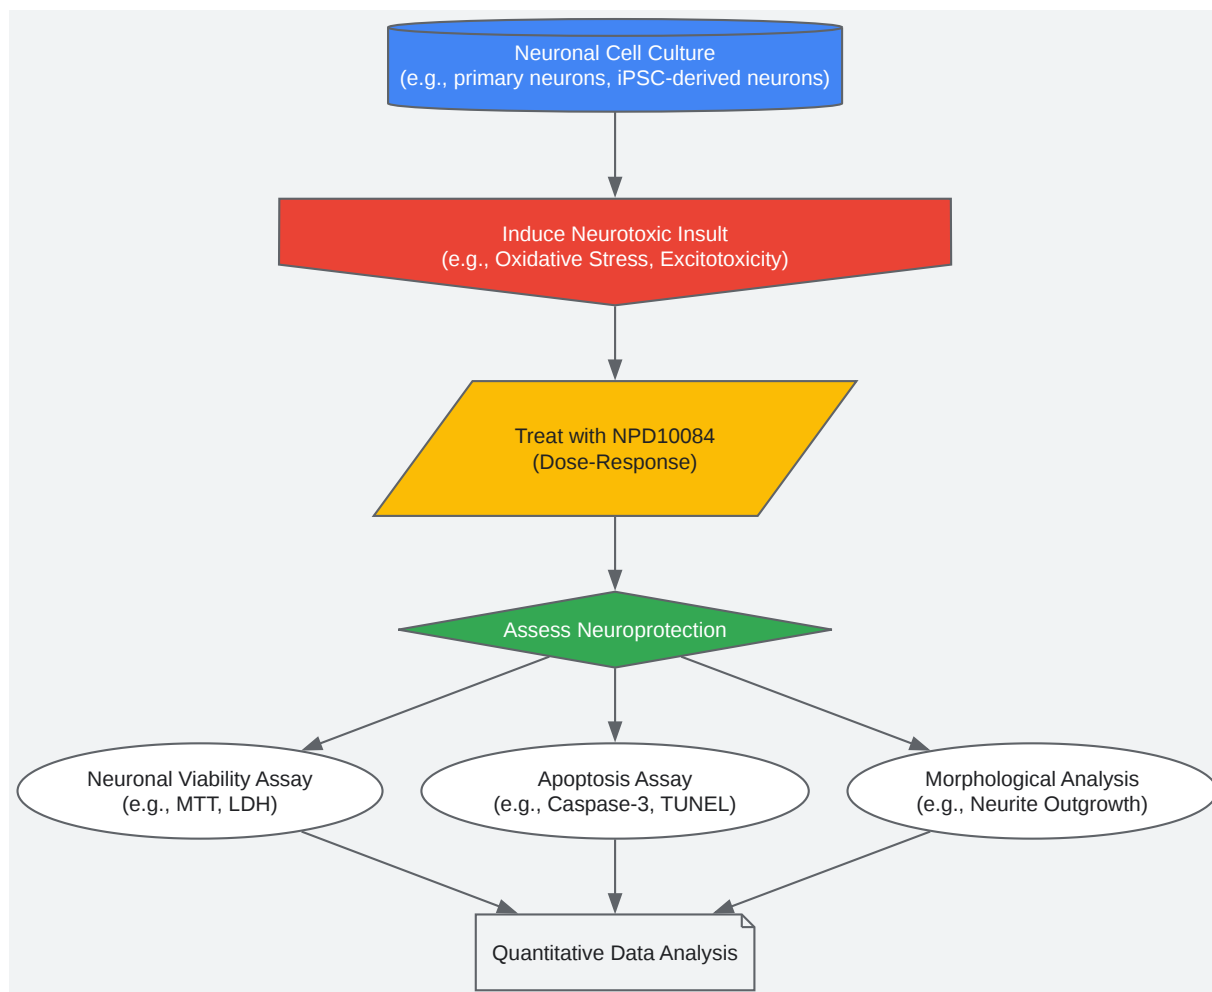 Neuronal Cell Culture
(e.g., primary neurons, iPSC-derived neurons)
Induce Neurotoxic Insult
(e.g., Oxidative Stress, Excitotoxicity)
Treat with NPD10084
(Dose-Response)
Assess Neuroprotection
Neuronal Viability Assay
(e.g., MTT, LDH)
Apoptosis Assay
(e.g., Caspase-3, TUNEL)
Morphological Analysis
(e.g., Neurite Outgrowth)
Quantitative Data Analysis